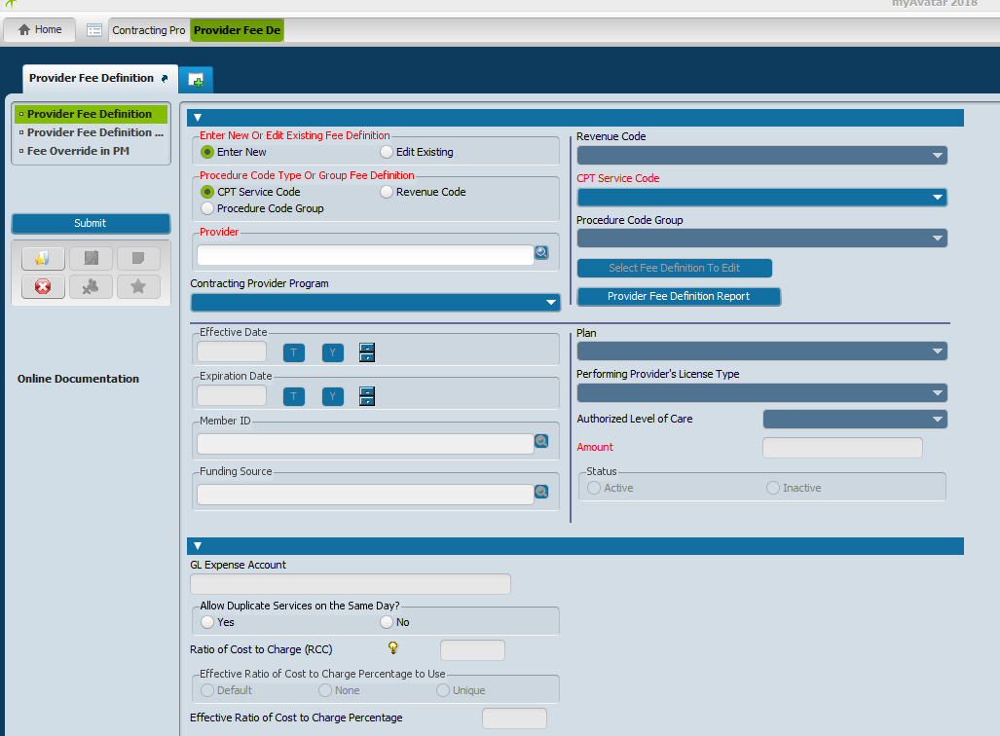 myAvatar 2018
Home
Contracting Pro
Provider Fee De
Provider Fee Definition
Provider Fee Definition
Provider Fee Definition ...
Fee Override in PM
Submit
Online Documentation
Enter New Or Edit Existing Fee Definition
Enter New
Edit Existing
Procedure Code Type Or Group Fee Definition
CPT Service Code
Revenue Code
Procedure Code Group
Provider
Contracting Provider Program
Revenue Code
CPT Service Code
Procedure Code Group
Select Fee Definition To Edit
Provider Fee Definition Report
Effective Date
T
Y
Expiration Date
T
Y
Member ID
Funding Source
Plan
Performing Provider's License Type
Authorized Level of Care
Amount
Status
Active
Inactive
GL Expense Account
Allow Duplicate Services on the Same Day?
Yes
No
Ratio of Cost to Charge (RCC)
Effective Ratio of Cost to Charge Percentage to Use
Default
None
Unique
Effective Ratio of Cost to Charge Percentage